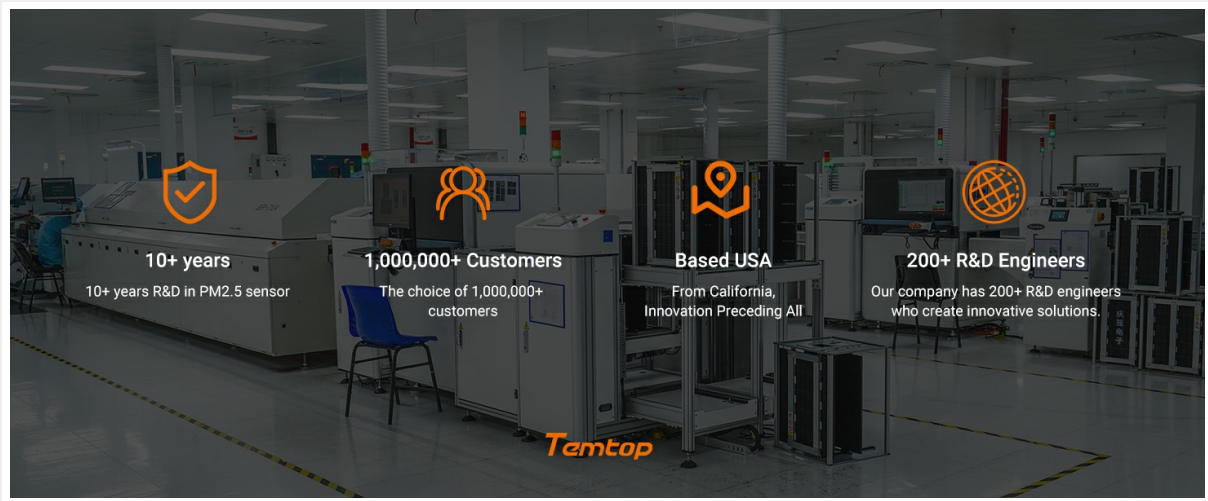 10+ years
10+ years R&D in PM2.5 sensor
1,000,000+ Customers
The choice of 1,000,000+
customers
Based USA
From California,
Innovation Preceding All
200+ R&D Engineers
Our company has 200+ R&D engineers
who create innovative solutions.
Temtop